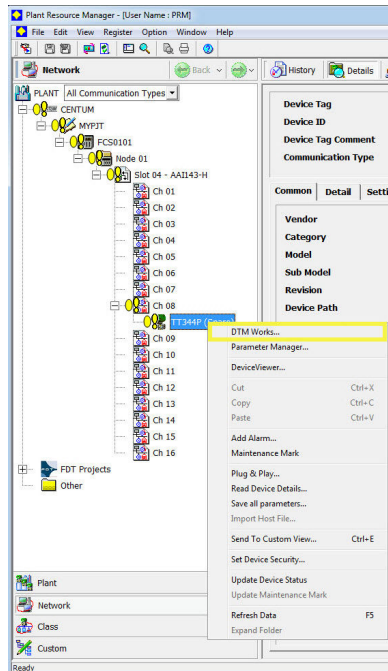 Plant Resource Manager - [User Name : PRM]
File Edit View Register Option Window Help
Network
Back
History
Details
PLANT
All Communication Types
CENTUM
MYPJT
FCS0101
Node 01
Slot 04 - AAI143-H
Ch 01
Ch 02
Ch 03
Ch 04
Ch 05
Ch 06
Ch 07
Ch 08
TT344P
Ch 09
Ch 10
Ch 11
Ch 12
Ch 13
Ch 14
Ch 15
Ch 16
FDT Projects
Other
Device Tag
Device ID
Device Tag Comment
Communication Type
Common Detail Setti
Vendor
Category
Model
Sub Model
Revision
Device Path
DTM Works...
Parameter Manager...
DeviceViewer...
Cut Ctrl+X
Copy Ctrl+C
Paste Ctrl+V
Add Alarm...
Maintenance Mark
Plug & Play...
Read Device Details...
Save all parameters...
Import Host File...
Send To Custom View... Ctrl+E
Set Device Security...
Update Device Status
Update Maintenance Mark
Refresh Data F5
Expand Folder
Plant
Network
Class
Custom
Ready